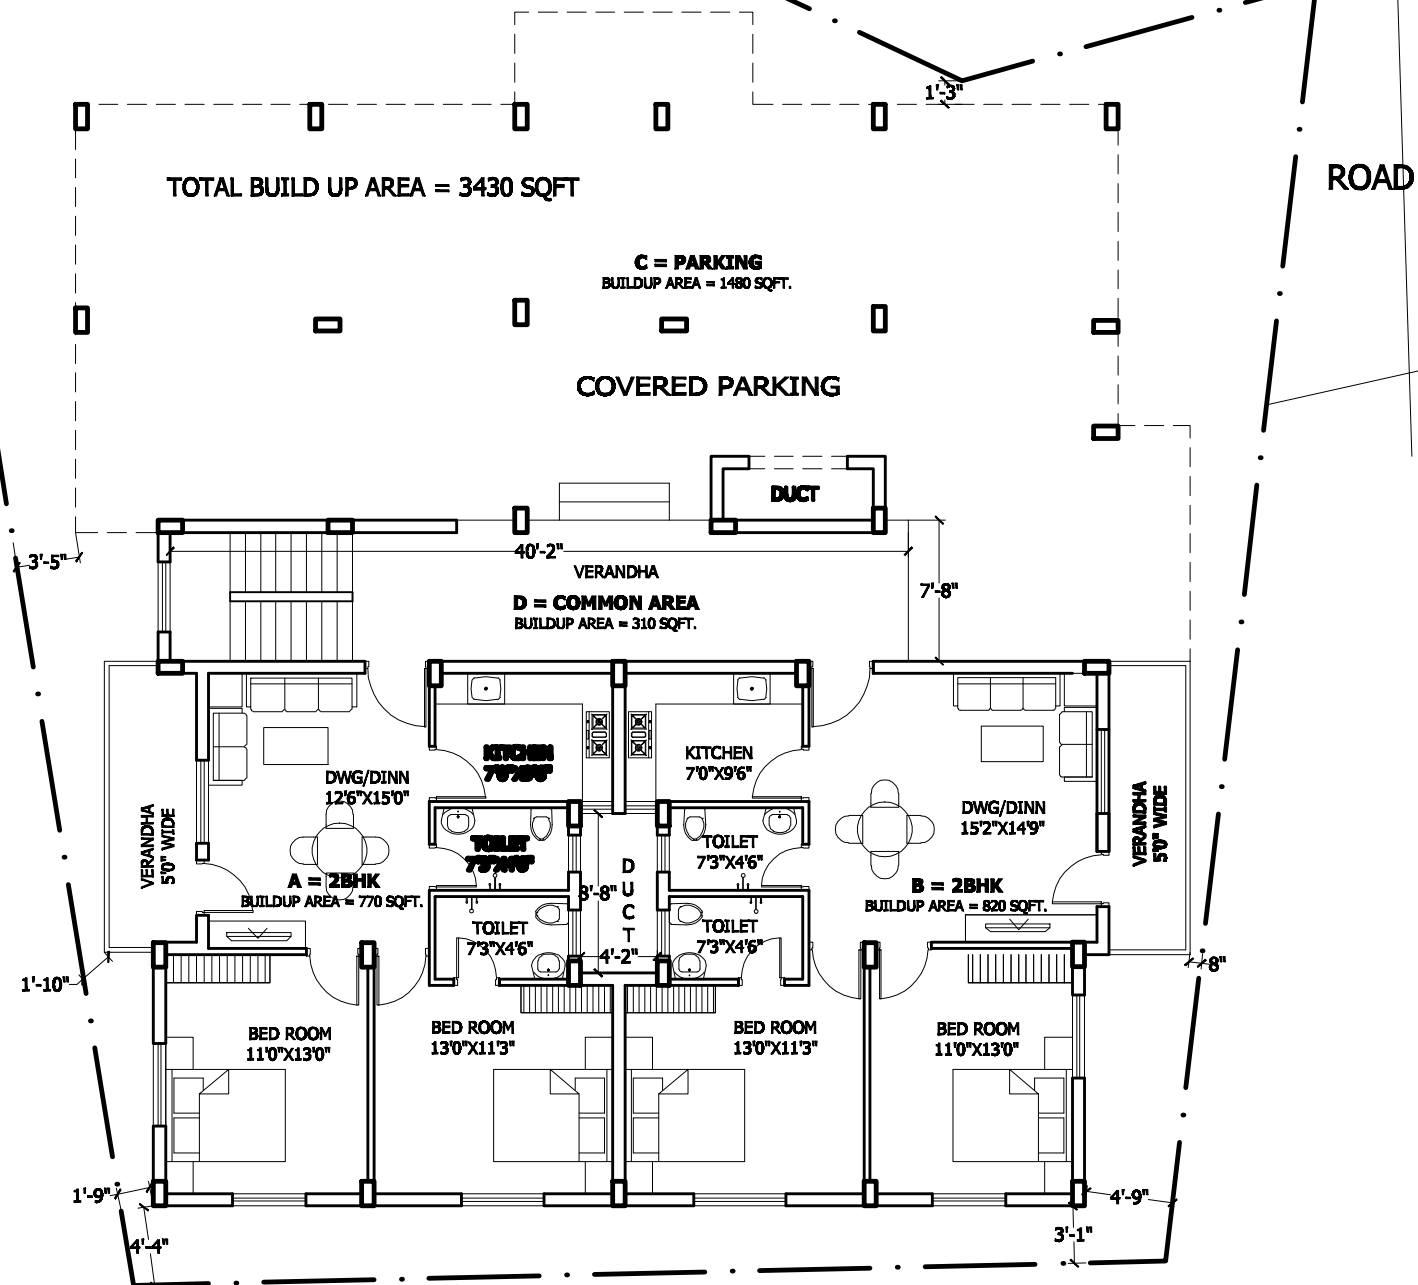 1'-3"
ROAD
TOTAL BUILD UP AREA = 3430 SQFT
C = PARKING
BUILDUP AREA = 1480 SQFT.
COVERED PARKING
DUCT
3'-5"
40'-2"
VERANDHA
7'-8"
D = COMMON AREA
BUILDUP AREA = 310 SQFT.
KITCHEN
KITCHEN
7'0"X9'6"
DWG/DINN
12'6"X15'0"
DWG/DINN
15'2"X14'9"
VERANDHA
5'0" WIDE
VERANDHA
5'0" WIDE
TOILET
TOILET
7'3"X4'6"
DUCT
8'-8"
A = 2BHK
BUILDUP AREA = 770 SQFT.
B = 2BHK
BUILDUP AREA = 820 SQFT.
TOILET
7'3"X4'6"
TOILET
7'3"X4'6"
4'-2"
8"
1'-10"
BED ROOM
11'0"X13'0"
BED ROOM
13'0"X11'3"
BED ROOM
13'0"X11'3"
BED ROOM
11'0"X13'0"
1'-9"
4'-9"
4'-4"
3'-1"